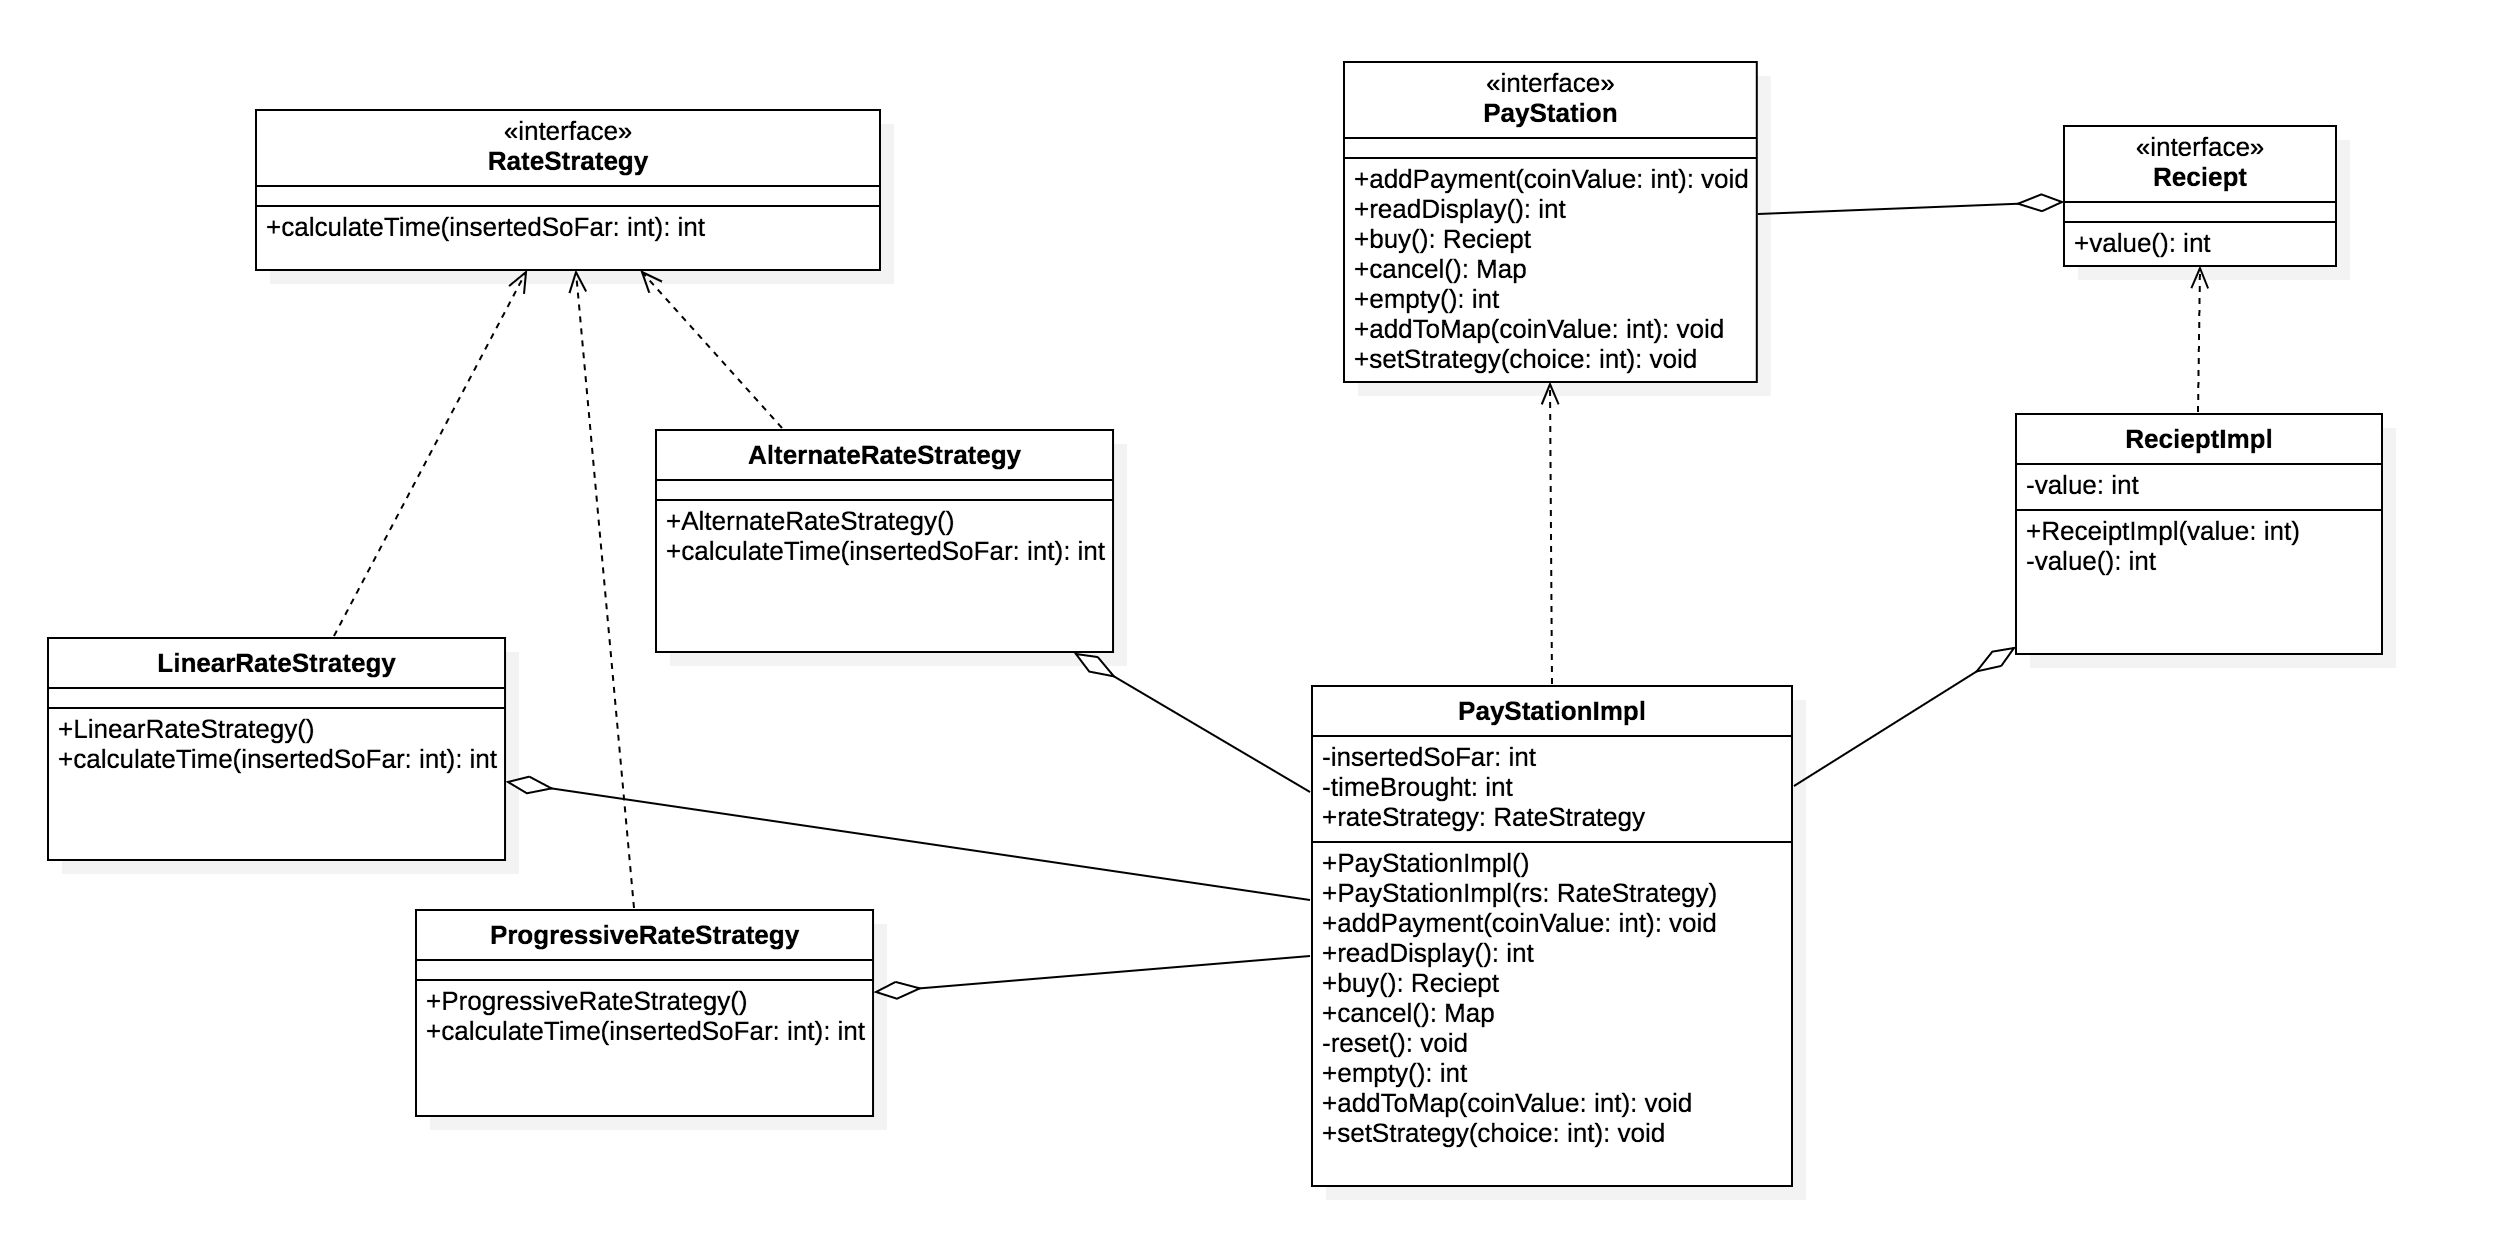 «interface»
RateStrategy
+calculateTime(insertedSoFar: int): int
«interface»
PayStation
+addPayment(coinValue: int): void
+readDisplay(): int
+buy(): Reciept
+cancel(): Map
+empty(): int
+addToMap(coinValue: int): void
+setStrategy(choice: int): void
«interface»
Reciept
+value(): int
AlternateRateStrategy
+AlternateRateStrategy()
+calculateTime(insertedSoFar: int): int
RecieptImpl
-value: int
+ReceiptImpl(value: int)
-value(): int
LinearRateStrategy
+LinearRateStrategy()
+calculateTime(insertedSoFar: int): int
ProgressiveRateStrategy
+ProgressiveRateStrategy()
+calculateTime(insertedSoFar: int): int
PayStationImpl
-insertedSoFar: int
-timeBrought: int
+rateStrategy: RateStrategy
+PayStationImpl()
+PayStationImpl(rs: RateStrategy)
+addPayment(coinValue: int): void
+readDisplay(): int
+buy(): Reciept
+cancel(): Map
-reset(): void
+empty(): int
+addToMap(coinValue: int): void
+setStrategy(choice: int): void